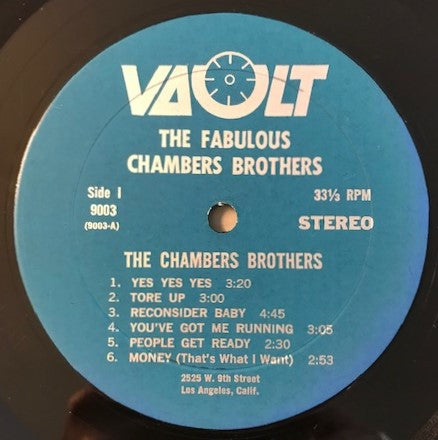 VAULT
THE FABULOUS
CHAMBERS BROTHERS
Side I
9003
(9003-A)
33⅓ RPM
STEREO
THE CHAMBERS BROTHERS
1. YES YES YES 3:20
2. TORE UP 3:00
3. RECONSIDER BABY 4:45
4. YOU'VE GOT ME RUNNING 3:05
5. PEOPLE GET READY 2:30
6. MONEY (That's What I Want) 2:53
2525 W. 9th Street
Los Angeles, Calif.